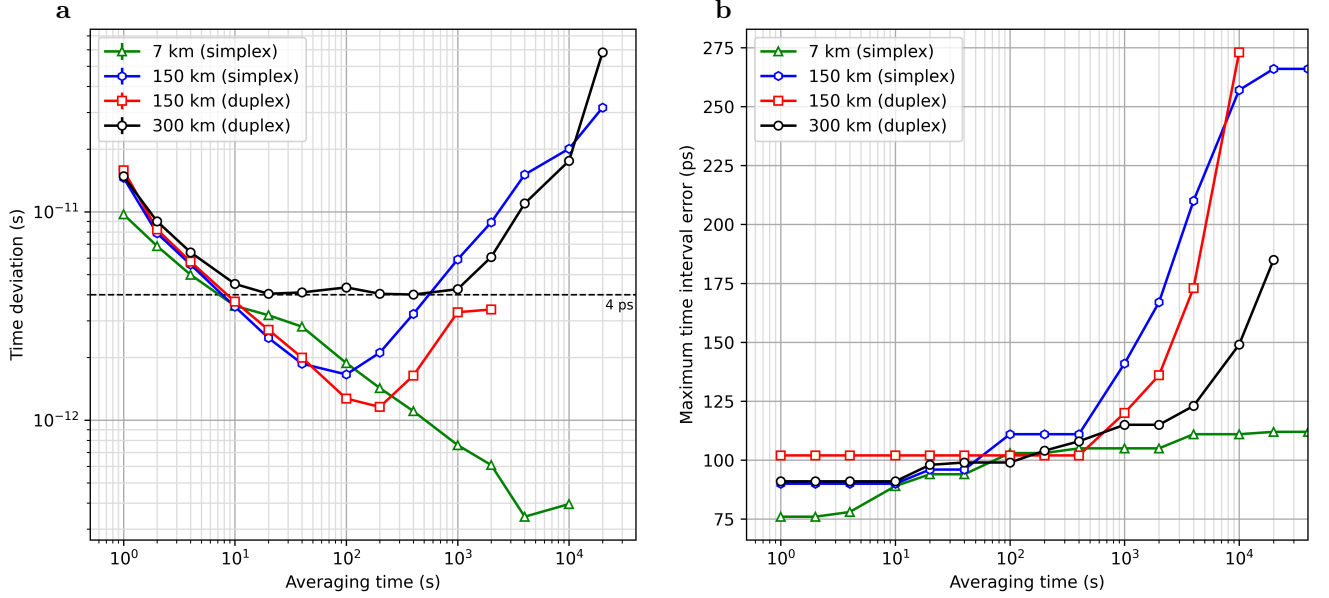 a
7 km (simplex)
150 km (simplex)
150 km (duplex)
300 km (duplex)
Time deviation (s)
10⁻¹¹
10⁻¹²
4 ps
10⁰ 10¹ 10² 10³ 10⁴
Averaging time (s)
b
7 km (simplex)
150 km (simplex)
150 km (duplex)
300 km (duplex)
Maximum time interval error (ps)
275
250
225
200
175
150
125
100
75
10⁰ 10¹ 10² 10³ 10⁴
Averaging time (s)